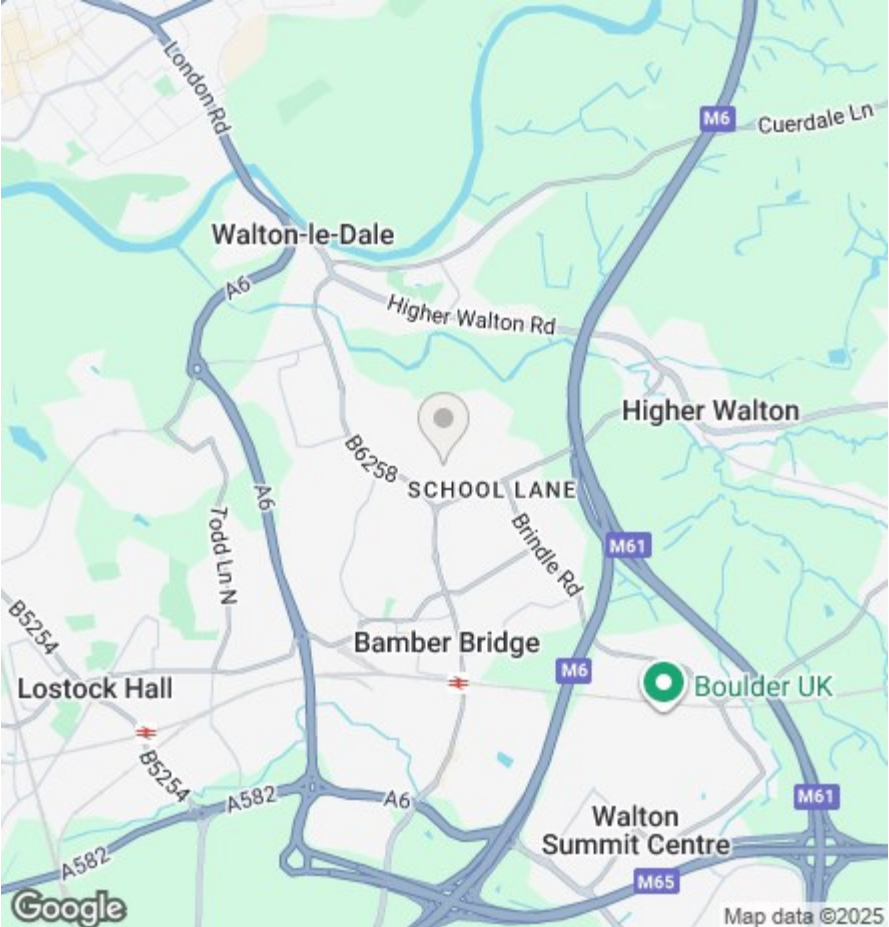 London Rd
M6
Cuerdale Ln
Walton-le-Dale
A6
Higher Walton Rd
Higher Walton
B6258
SCHOOL LANE
A6
Todd Ln N
Brindle Rd
M61
B5254
Bamber Bridge
M6
Lostock Hall
Boulder UK
B5254
A582
A6
M61
Walton
Summit Centre
A582
M65
Google
Map data ©2025